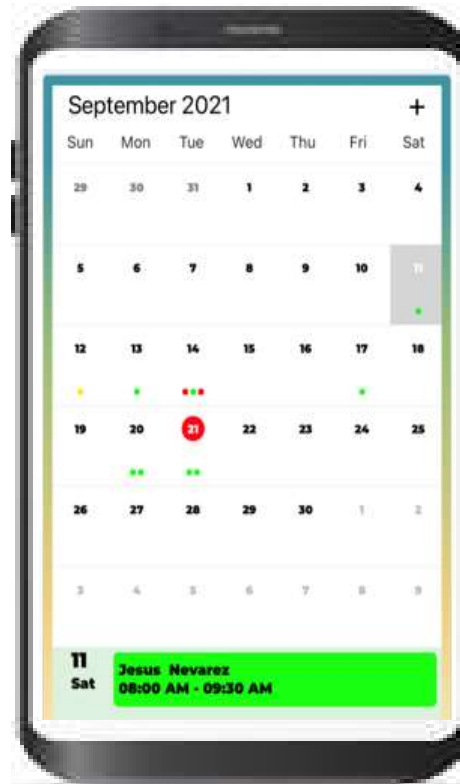 September 2021 +
Sun Mon Tue Wed Thu Fri Sat
29 30 31 1 2 3 4
5 6 7 8 9 10 11
12 13 14 15 16 17 18
19 20 21 22 23 24 25
26 27 28 29 30 1 2
3 4 5 6 7 8 9
11
Sat
Jesus Nevarez
08:00 AM - 09:30 AM